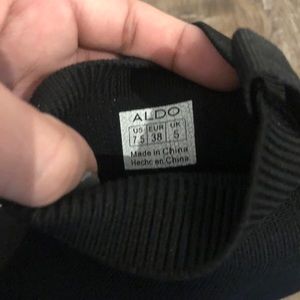 ALDO
US EUR UK
7.5 38 5
Made in China
Hecho en China